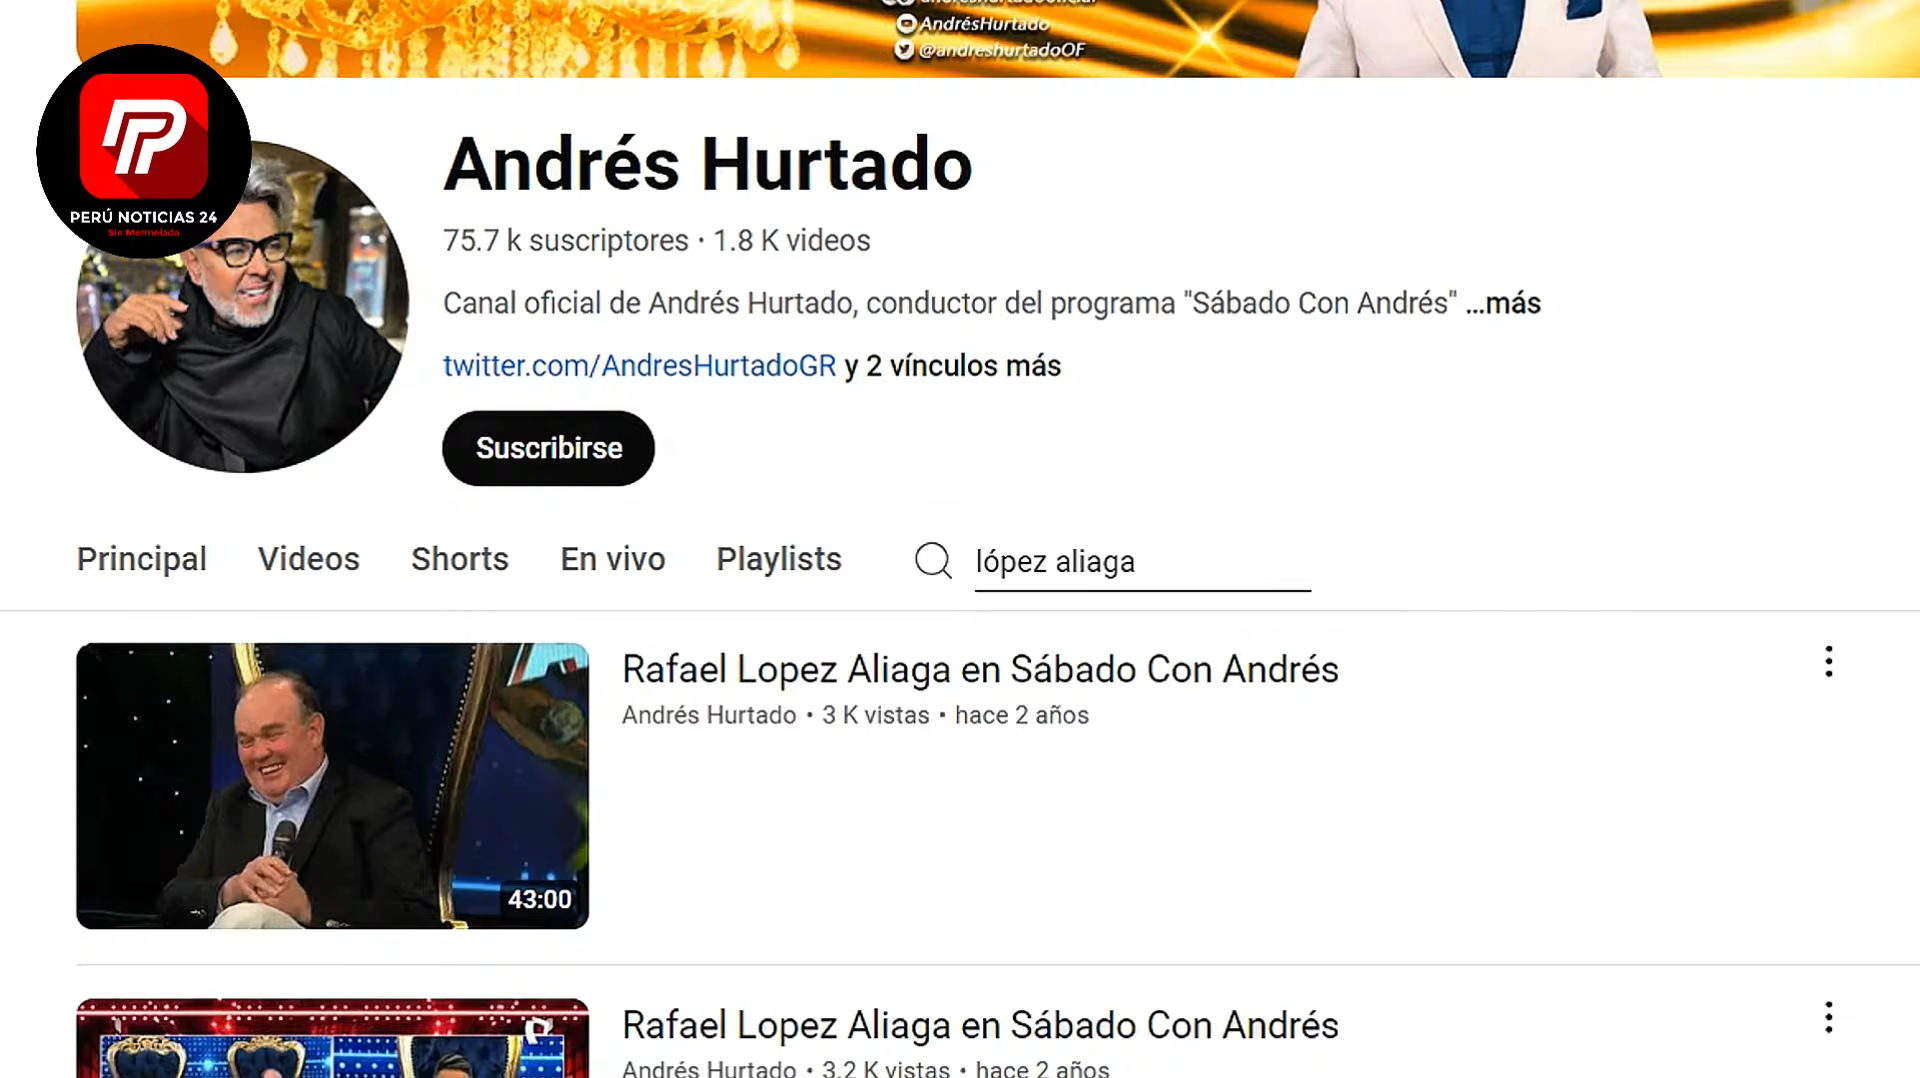 AndrésHurtado
@andreshurtadoOF
PERÚ NOTICIAS 24
Sin Mermelada
Andrés Hurtado
75.7 k suscriptores · 1.8 K videos
Canal oficial de Andrés Hurtado, conductor del programa "Sábado Con Andrés" ...más
twitter.com/AndresHurtadoGR y 2 vínculos más
Suscribirse
Principal Videos Shorts En vivo Playlists lópez aliaga
Rafael Lopez Aliaga en Sábado Con Andrés
Andrés Hurtado • 3 K vistas • hace 2 años
43:00
Rafael Lopez Aliaga en Sábado Con Andrés
Andrés Hurtado • 3.2 K vistas • hace 2 años